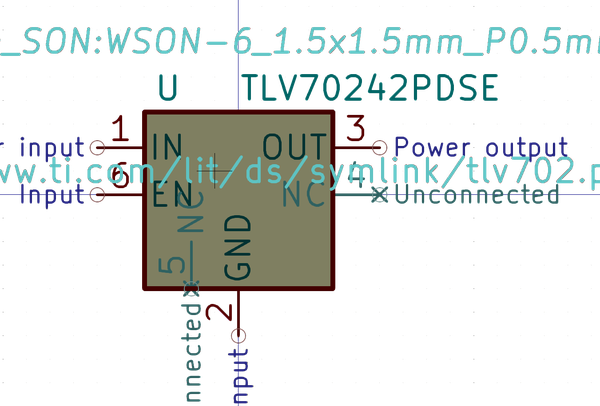 _SON:WSON-6_1.5x1.5mm_P0.5m
U TLV70242PDSE
1 3
input IN OUT Power output
ww.ti.com/lit/ds/symlink/tlv702.p
6 4
Input EN NC Unconnected
NC
5
GND
2
nnected
nput